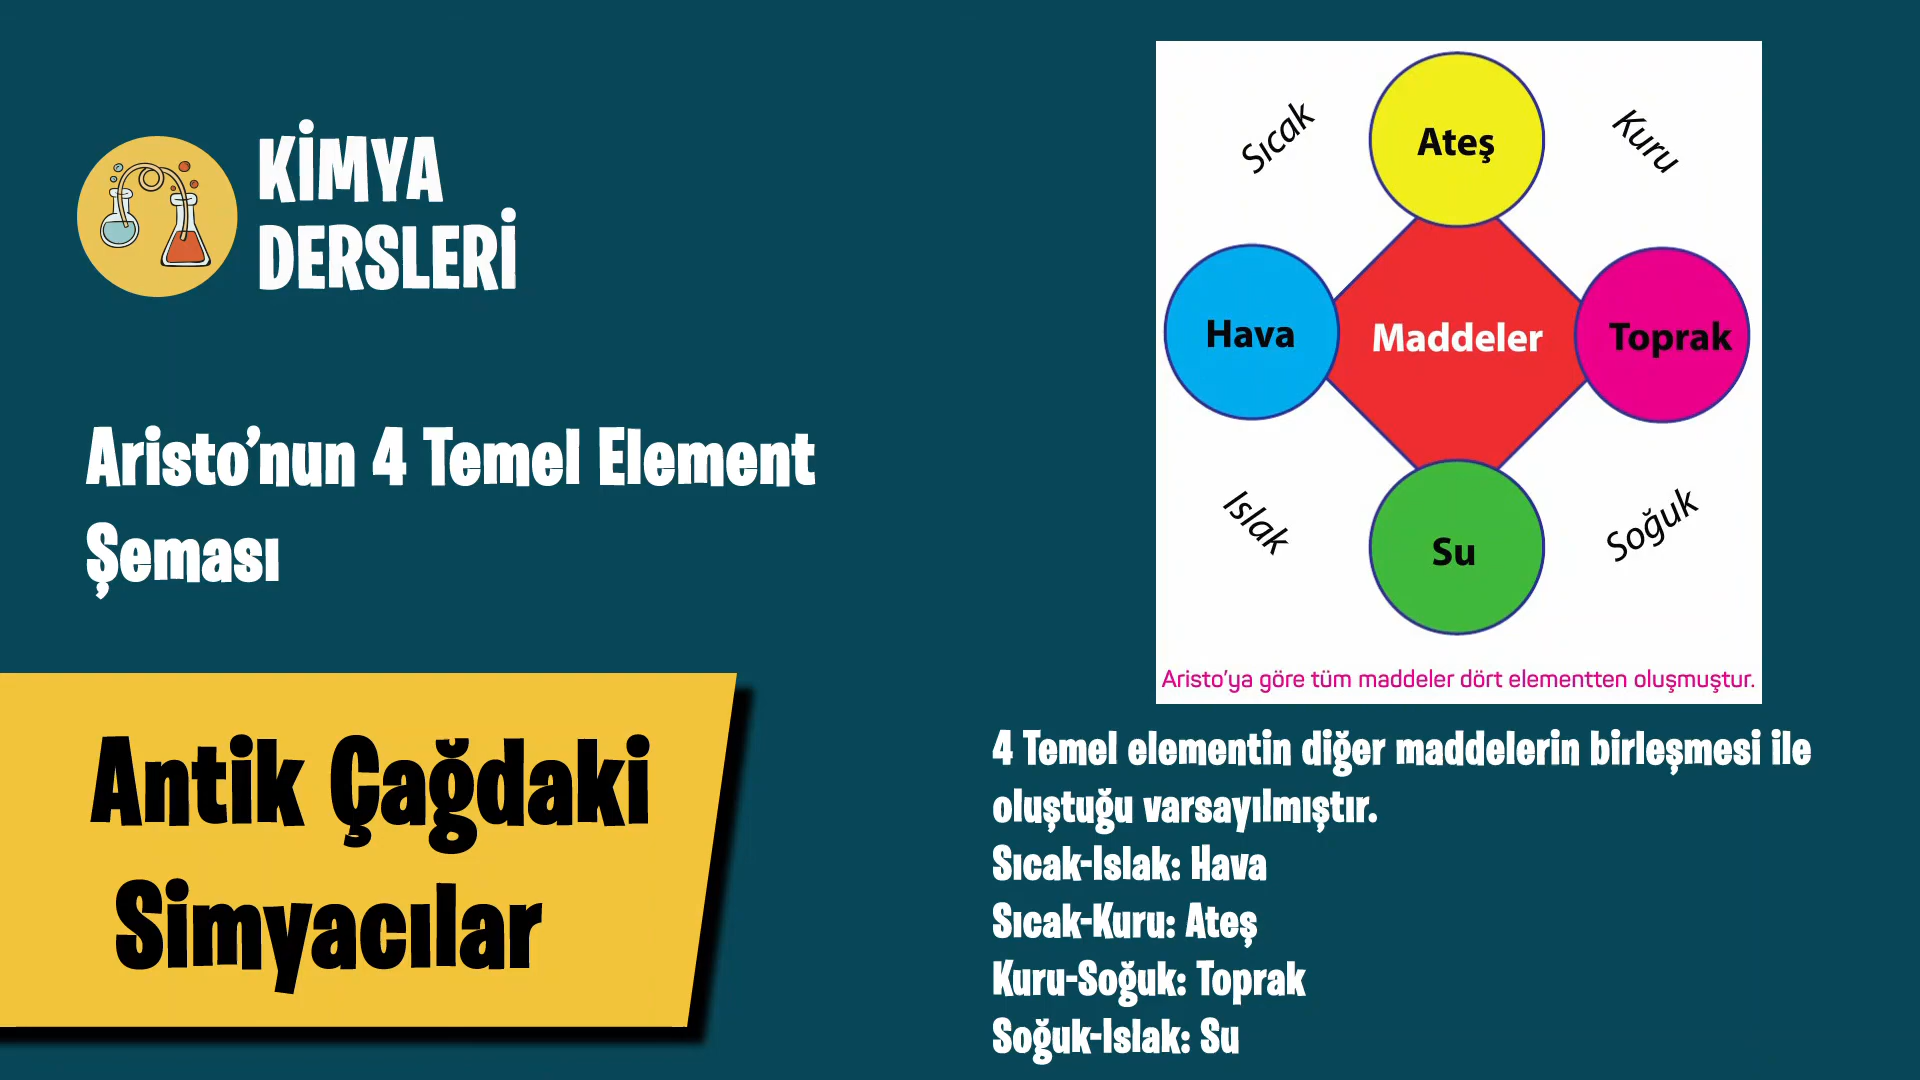 KİMYA
DERSLERİ
Aristo’nun 4 Temel Element
Şeması
Antik Çağdaki
Simyacılar
Sıcak
Ateş
Kuru
Hava
Maddeler
Toprak
Islak
Su
Soğuk
Aristo’ya göre tüm maddeler dört elementten oluşmuştur.
4 Temel elementin diğer maddelerin birleşmesi ile
oluştuğu varsayılmıştır.
Sıcak-Islak: Hava
Sıcak-Kuru: Ateş
Kuru-Soğuk: Toprak
Soğuk-Islak: Su